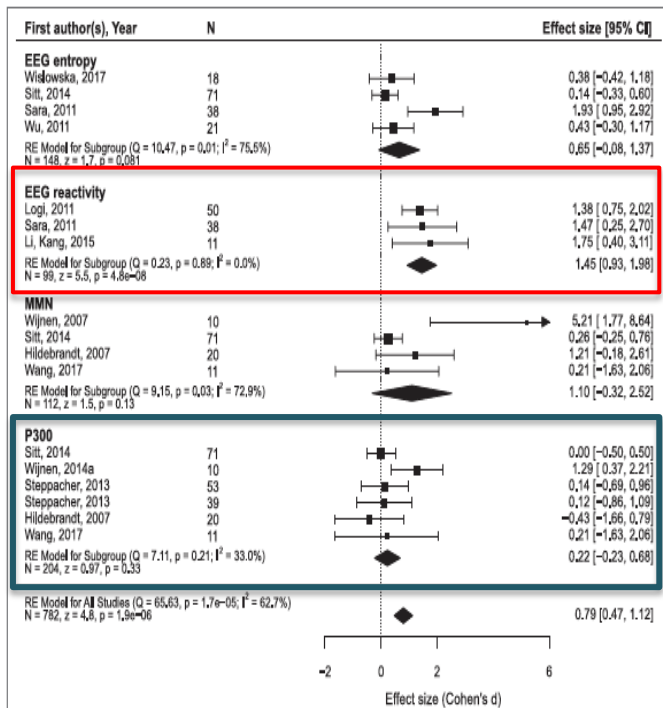 First author(s), Year N Effect size [95% CI]
EEG entropy
Wislowska, 2017 18 0.38 [−0.42, 1.18]
Sitt, 2014 71 0.14 [−0.33, 0.60]
Sara, 2011 38 1.93 [ 0.95, 2.92]
Wu, 2011 21 0.43 [−0.30, 1.17]
RE Model for Subgroup (Q = 10.47, p = 0.01; I² = 75.5%) 0.65 [−0.08, 1.37]
N = 148, z = 1.7, p = 0.081
EEG reactivity
Logi, 2011 50 1.38 [ 0.75, 2.02]
Sara, 2011 38 1.47 [ 0.25, 2.70]
Li, Kang, 2015 11 1.75 [ 0.40, 3.11]
RE Model for Subgroup (Q = 0.23, p = 0.89; I² = 0.0%) 1.45 [ 0.93, 1.98]
N = 99, z = 5.5, p = 4.8e−08
MMN
Wijnen, 2007 10 5.21 [ 1.77, 8.64]
Sitt, 2014 71 0.26 [−0.25, 0.76]
Hildebrandt, 2007 20 1.21 [−0.18, 2.61]
Wang, 2017 11 0.21 [−1.63, 2.06]
RE Model for Subgroup (Q = 9.15, p = 0.03; I² = 72.9%) 1.10 [−0.32, 2.52]
N = 112, z = 1.5, p = 0.13
P300
Sitt, 2014 71 0.00 [−0.50, 0.50]
Wijnen, 2014a 10 1.29 [ 0.37, 2.21]
Steppacher, 2013 53 0.14 [−0.69, 0.96]
Steppacher, 2013 39 0.12 [−0.86, 1.09]
Hildebrandt, 2007 20 −0.43 [−1.66, 0.79]
Wang, 2017 11 0.21 [−1.63, 2.06]
RE Model for Subgroup (Q = 7.11, p = 0.21; I² = 33.0%) 0.22 [−0.23, 0.68]
N = 204, z = 0.97, p = 0.33
RE Model for All Studies (Q = 65.63, p = 1.7e−05; I² = 62.7%) 0.79 [0.47, 1.12]
N = 782, z = 4.8, p = 1.9e−06
−2 0 2 4 6
Effect size (Cohen's d)